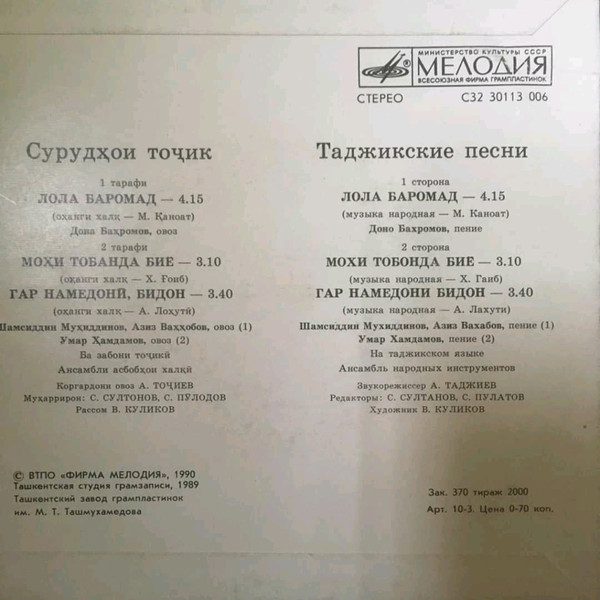 МИНИСТЕРСТВО КУЛЬТУРЫ СССР
МЕЛОДИЯ
ВСЕСОЮЗНАЯ ФИРМА ГРАМПЛАСТИНОК
СТЕРЕО С32 30113 006
Сурудҳои тоҷик
1 тарафи
ЛОЛА БАРОМАД — 4.15
(оҳанги халқ — М. Каноат)
Дона Баҳромов, овоз
2 тарафи
МОҲИ ТОБАНДА БИЕ — 3.10
(оҳанги халқ — Х. Ғоиб)
ГАР НАМЕДОНӢ, БИДОН — 3.40
(оҳанги халқ — А. Лоҳутӣ)
Шамсиддин Муҳиддинов, Азиз Ваҳҳобов, овоз (1)
Умар Ҳамдамов, овоз (2)
Ба забони тоҷикӣ
Ансамбли асбобҳои халқӣ
Коргардони овоз А. ТОҶИЕВ
Муҳаррирон: С. СУЛТОНОВ, С. ПУЛОДОВ
Рассом В. КУЛИКОВ
Таджикские песни
1 сторона
ЛОЛА БАРОМАД — 4.15
(музыка народная — М. Каноат)
Доно Бахромов, пение
2 сторона
МОХИ ТОБОНДА БИЕ — 3.10
(музыка народная — Х. Гаиб)
ГАР НАМЕДОНИ БИДОН — 3.40
(музыка народная — А. Лахути)
Шамсиддин Мухиддинов, Азиз Вахабов, пение (1)
Умар Хамдамов, пение (2)
На таджикском языке
Ансамбль народных инструментов
Звукорежиссер А. ТАДЖИЕВ
Редакторы: С. СУЛТАНОВ, С. ПУЛАТОВ
Художник В. КУЛИКОВ
© ВТПО «ФИРМА МЕЛОДИЯ», 1990
Ташкентская студия грамзаписи, 1989
Ташкентский завод грампластинок
им. М. Т. Ташмухамедова
Зак. 370 тираж 2000
Арт. 10-3. Цена 0-70 коп.